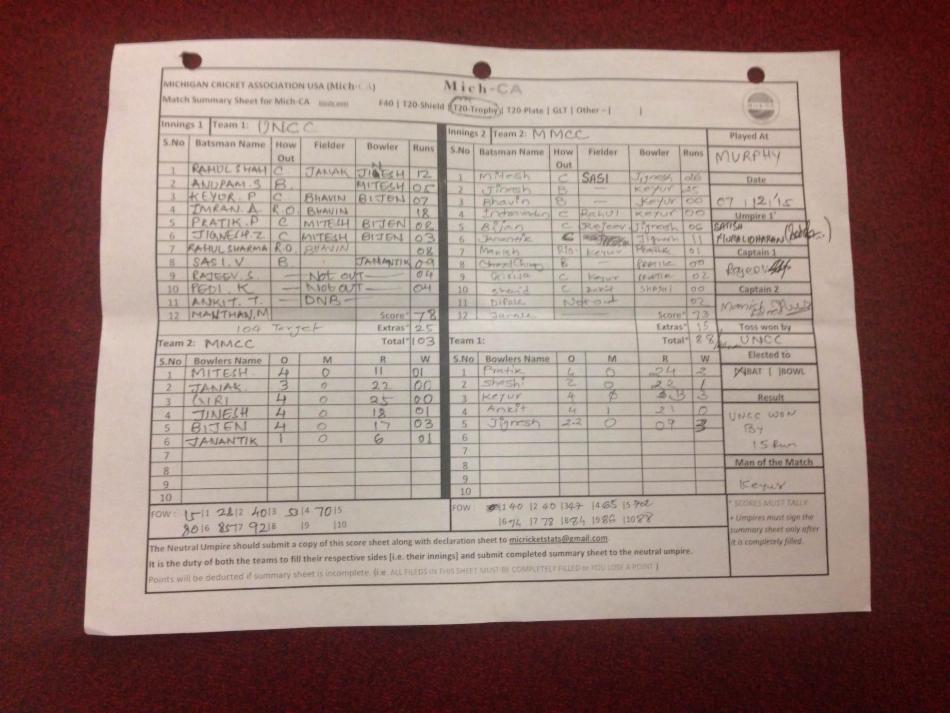 MICHIGAN CRICKET ASSOCIATION USA (Mich-CA) Mich-CA
Match Summary Sheet for Mich-CA F40 | T20-Shield | T20-Trophy | T20-Plate | GLT | Other – [ ]
Innings 1 Team 1: UNCC
S.No Batsman Name How Out Fielder Bowler Runs
1 RAHUL SHAH C JANAK JINESH 12
2 ANUPAM.S B. MITESH 05
3 KEYUR.P C BHAVIN BIJEN 07
4 IMRAN.A R.O. BHAVIN 18
5 PRATIK.P C MITESH BIJEN 08
6 JIGNESH Z C MITESH BIJEN 03
7 RAHUL SHARMA R.O. BHAVIN 08
8 SASI.V B JANANTIK 09
9 RAJEEV.S — Not out — 04
10 PEDI.K — Not out — 04
11 ANKIT.T. — DNB —
12 MANTHAN.M Score* 78
104 Target Extras* 25
Team 2: MMCC Total* 103
S.No Bowlers Name O M R W
1 MITESH 4 0 11 01
2 JANAK 3 0 22 00
3 GIRI 4 0 25 00
4 JINESH 4 0 18 01
5 BIJEN 4 0 17 03
6 JANANTIK 1 0 6 01
7
8
9
10
FOW : 15|1 28|2 40|3 |4 70|5
80|6 85|7 92|8 |9 |10
Innings 2 Team 2: MMCC
S.No Batsman Name How Out Fielder Bowler Runs
1 Mitesh C SASI Jignesh
2 Jinesh B — Keyur 25
3 Bhavin B — Keyur 00
4 C Rahul Keyur 00
5 Bijan C Rajeev Jignesh 06
6 Janantik Jignesh 11
7 Manish R/o Keyur Pratik 01
8 B — Pratik 00
9 Girija C Keyur Pratik 02
10 C Ankit Shashi 00
11 Dipak Not out 02
12 Score* 73
Extras* 15
Team 1: Total* 88
S.No Bowlers Name O M R W
1 Pratik 4 0 24 2
2 Shashi 2 0 22 1
3 Keyur 4 0 3
4 Ankit 4 1 21 0
5 Jignesh 2.2 0 09 3
6
7
8
9
10
FOW |1 40 |2 40 |3 47 |4 65 |5 70
|6 74 |7 78 |8 84 |9 86 |10 88
Played At
MURPHY
Date
07 | 12 | 15
Umpire 1*
SATISH
MURALIDHARAN
Captain 1
Rajeev
Captain 2
Manish
Toss won by
UNCC
Elected to
[ ]BAT [ ]BOWL
Result
UNCC WON
By
15 Run
Man of the Match
Keyur
* SCORES MUST TALLY
+ Umpires must sign the
summary sheet only after
it is completely filled.
The Neutral Umpire should submit a copy of this score sheet along with declaration sheet to micricketstats@gmail.com
It is the duty of both the teams to fill their respective sides [i.e. their innings] and submit completed summary sheet to the neutral umpire.
Points will be deducted if summary sheet is incomplete. (i.e. ALL FILEDS IN THIS SHEET MUST BE COMPLETELY FILLED or YOU LOSE A POINT )